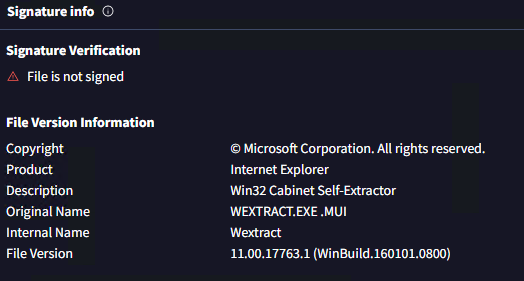 Signature info
Signature Verification
File is not signed
File Version Information
Copyright © Microsoft Corporation. All rights reserved.
Product Internet Explorer
Description Win32 Cabinet Self-Extractor
Original Name WEXTRACT.EXE .MUI
Internal Name Wextract
File Version 11.00.17763.1 (WinBuild.160101.0800)